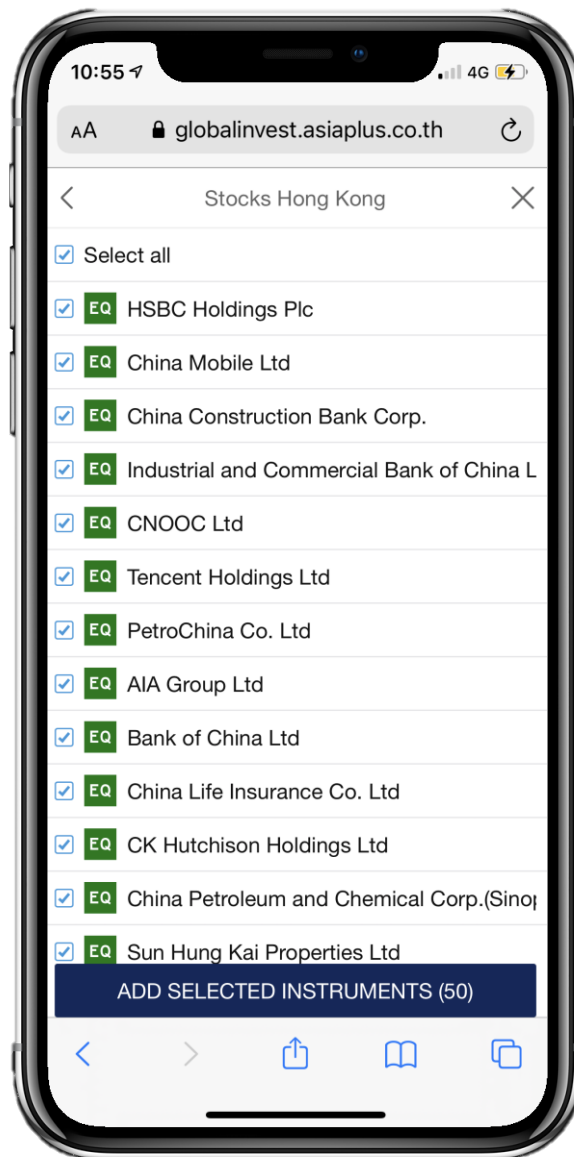 10:55
4G
AA globalinvest.asiaplus.co.th
Stocks Hong Kong
Select all
EQ HSBC Holdings Plc
EQ China Mobile Ltd
EQ China Construction Bank Corp.
EQ Industrial and Commercial Bank of China L
EQ CNOOC Ltd
EQ Tencent Holdings Ltd
EQ PetroChina Co. Ltd
EQ AIA Group Ltd
EQ Bank of China Ltd
EQ China Life Insurance Co. Ltd
EQ CK Hutchison Holdings Ltd
EQ China Petroleum and Chemical Corp.(Sinop
EQ Sun Hung Kai Properties Ltd
ADD SELECTED INSTRUMENTS (50)